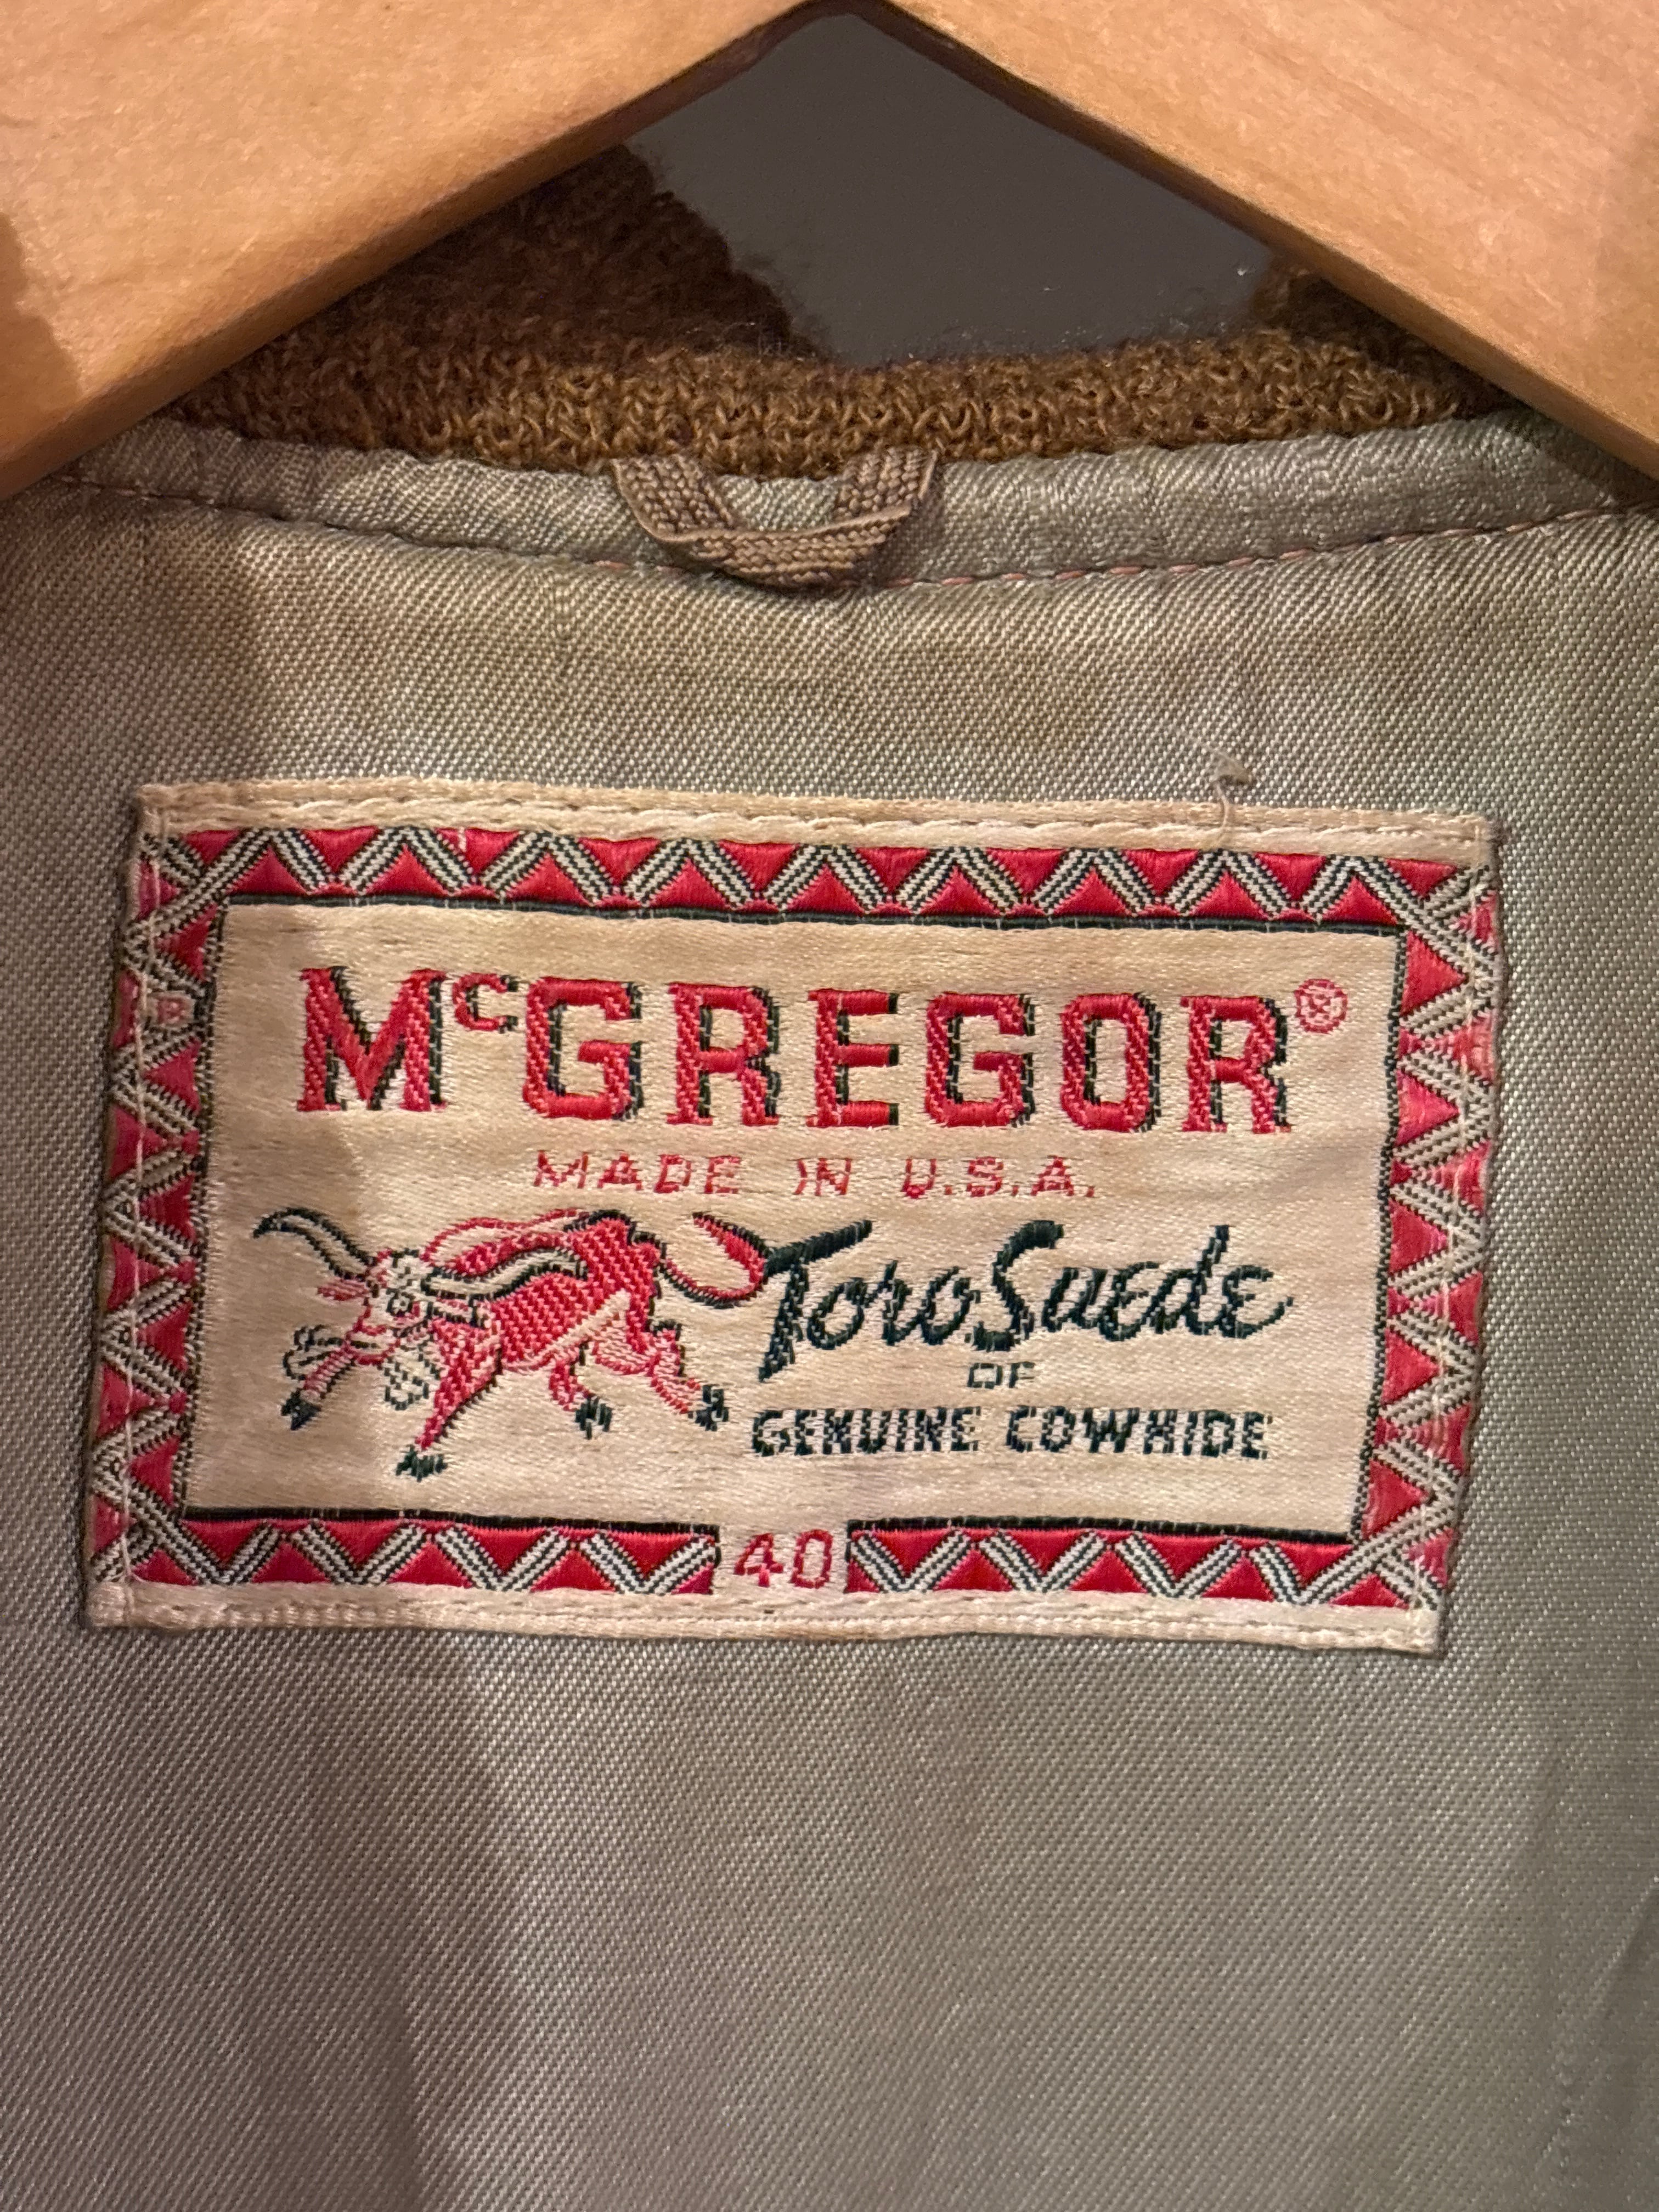 McGREGOR®
MADE IN U.S.A.
Toro Suede
OF
GENUINE COWHIDE
40